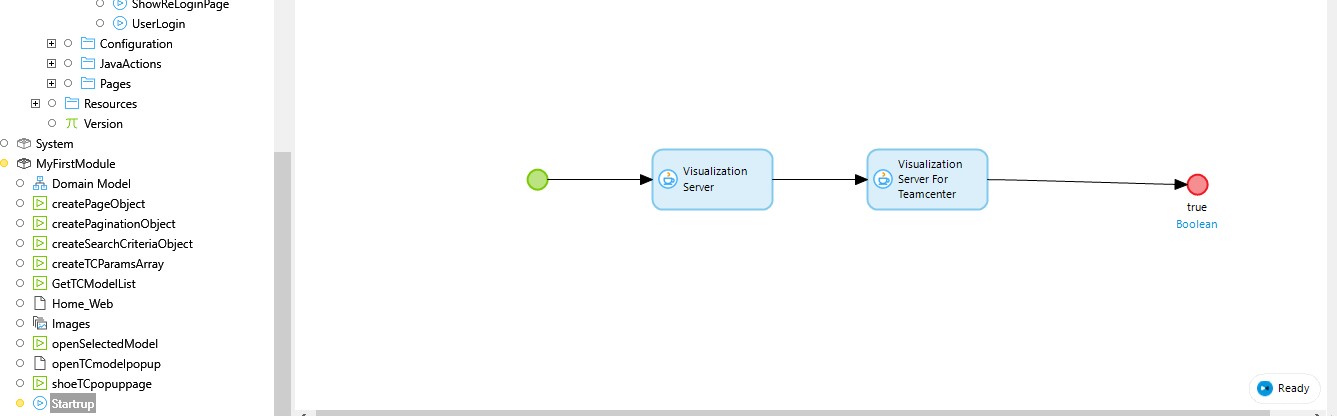 ShowReLoginPage
UserLogin
Configuration
JavaActions
Pages
Resources
Version
System
MyFirstModule
Domain Model
createPageObject
createPaginationObject
createSearchCriteriaObject
createTCParamsArray
GetTCModelList
Home_Web
Images
openSelectedModel
openTCmodelpopup
shoeTCpopuppage
Startrup
Visualization
Server
Visualization
Server For
Teamcenter
true
Boolean
Ready